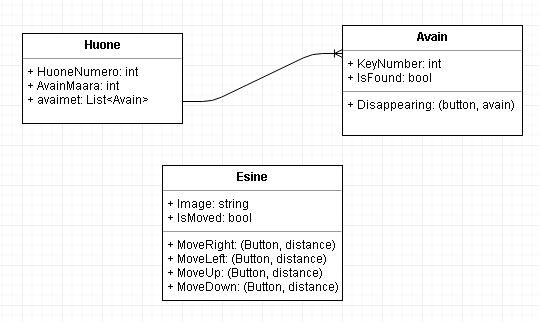 Huone
+ HuoneNumero: int
+ AvainMaara: int
+ avaimet: List<Avain>
Avain
+ KeyNumber: int
+ IsFound: bool
+ Disappearing: (button, avain)
Esine
+ Image: string
+ IsMoved: bool
+ MoveRight: (Button, distance)
+ MoveLeft: (Button, distance)
+ MoveUp: (Button, distance)
+ MoveDown: (Button, distance)